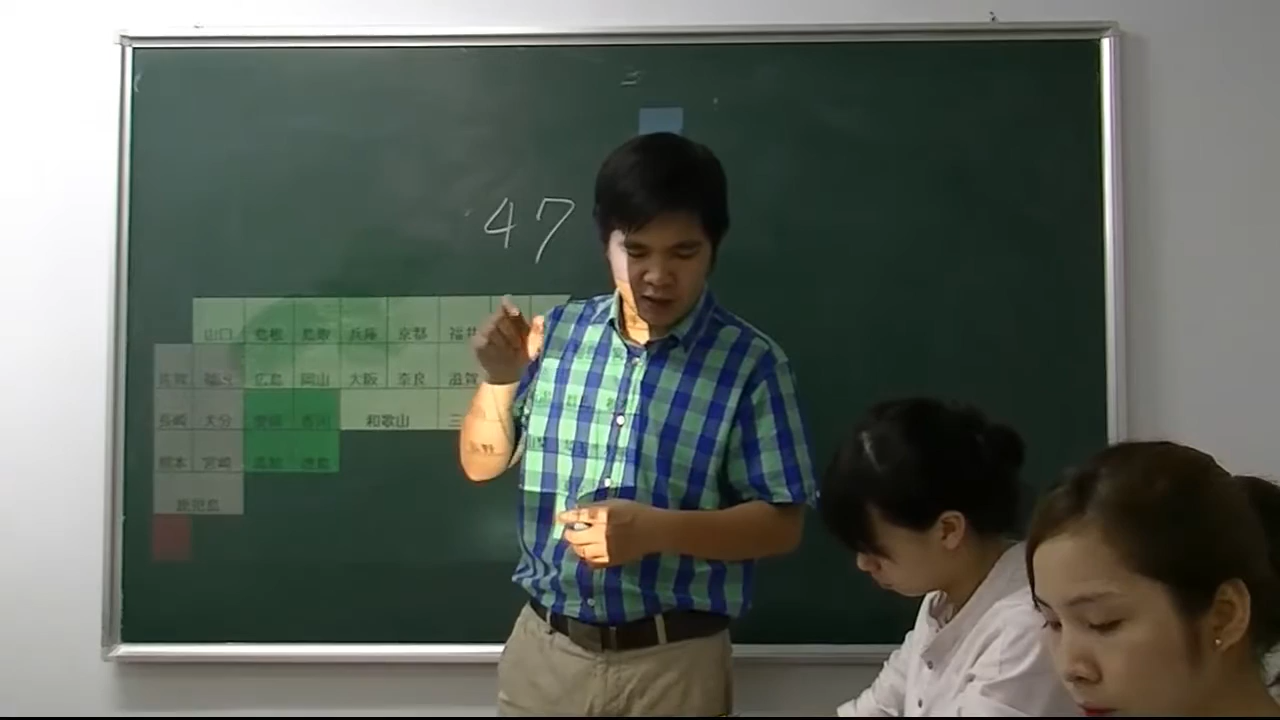 47
山口 島根 鳥取 兵庫 京都 福井
佐賀 福岡 広島 岡山 大阪 奈良 滋賀
長崎 大分 愛媛 香川 和歌山 三
熊本 宮崎 高知 徳島
鹿児島